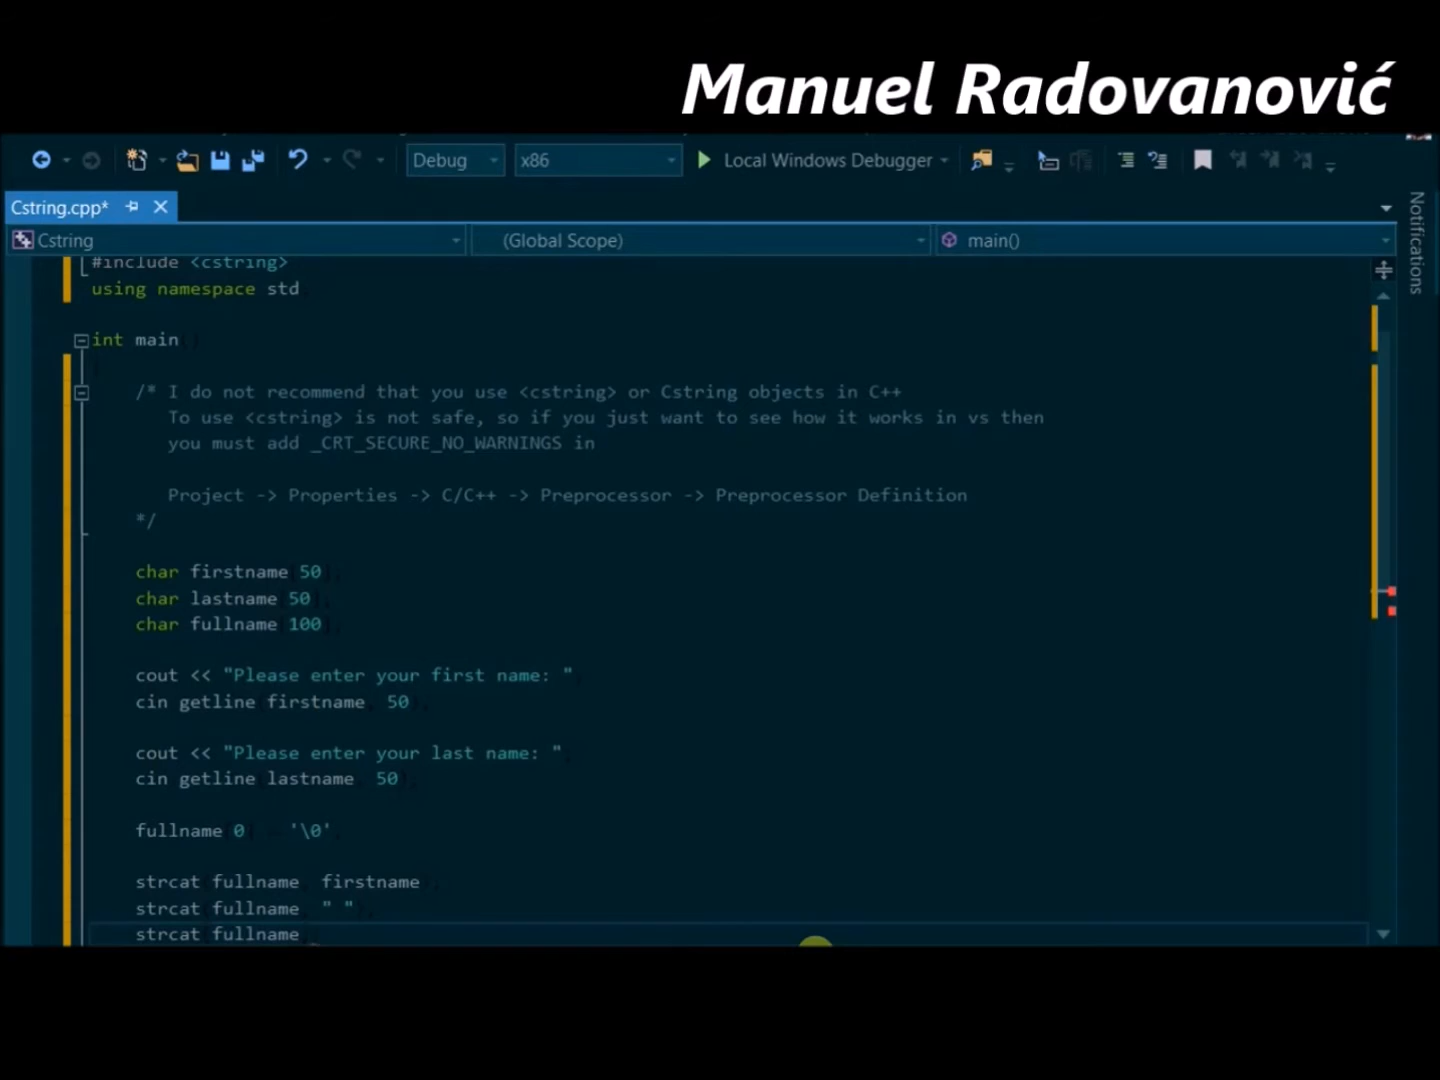 Manuel Radovanović
Debug x86 Local Windows Debugger
Cstring.cpp*
Cstring (Global Scope) main()
Notifications
#include <cstring>
using namespace std
int main()
/* I do not recommend that you use <cstring> or Cstring objects in C++
To use <cstring> is not safe, so if you just want to see how it works in vs then
you must add _CRT_SECURE_NO_WARNINGS in
Project -> Properties -> C/C++ -> Preprocessor -> Preprocessor Definition
*/
char firstname[50];
char lastname[50];
char fullname[100];
cout << "Please enter your first name: ";
cin.getline(firstname, 50);
cout << "Please enter your last name: ";
cin.getline(lastname, 50);
fullname[0] = '\0';
strcat(fullname, firstname);
strcat(fullname, " ");
strcat(fullname